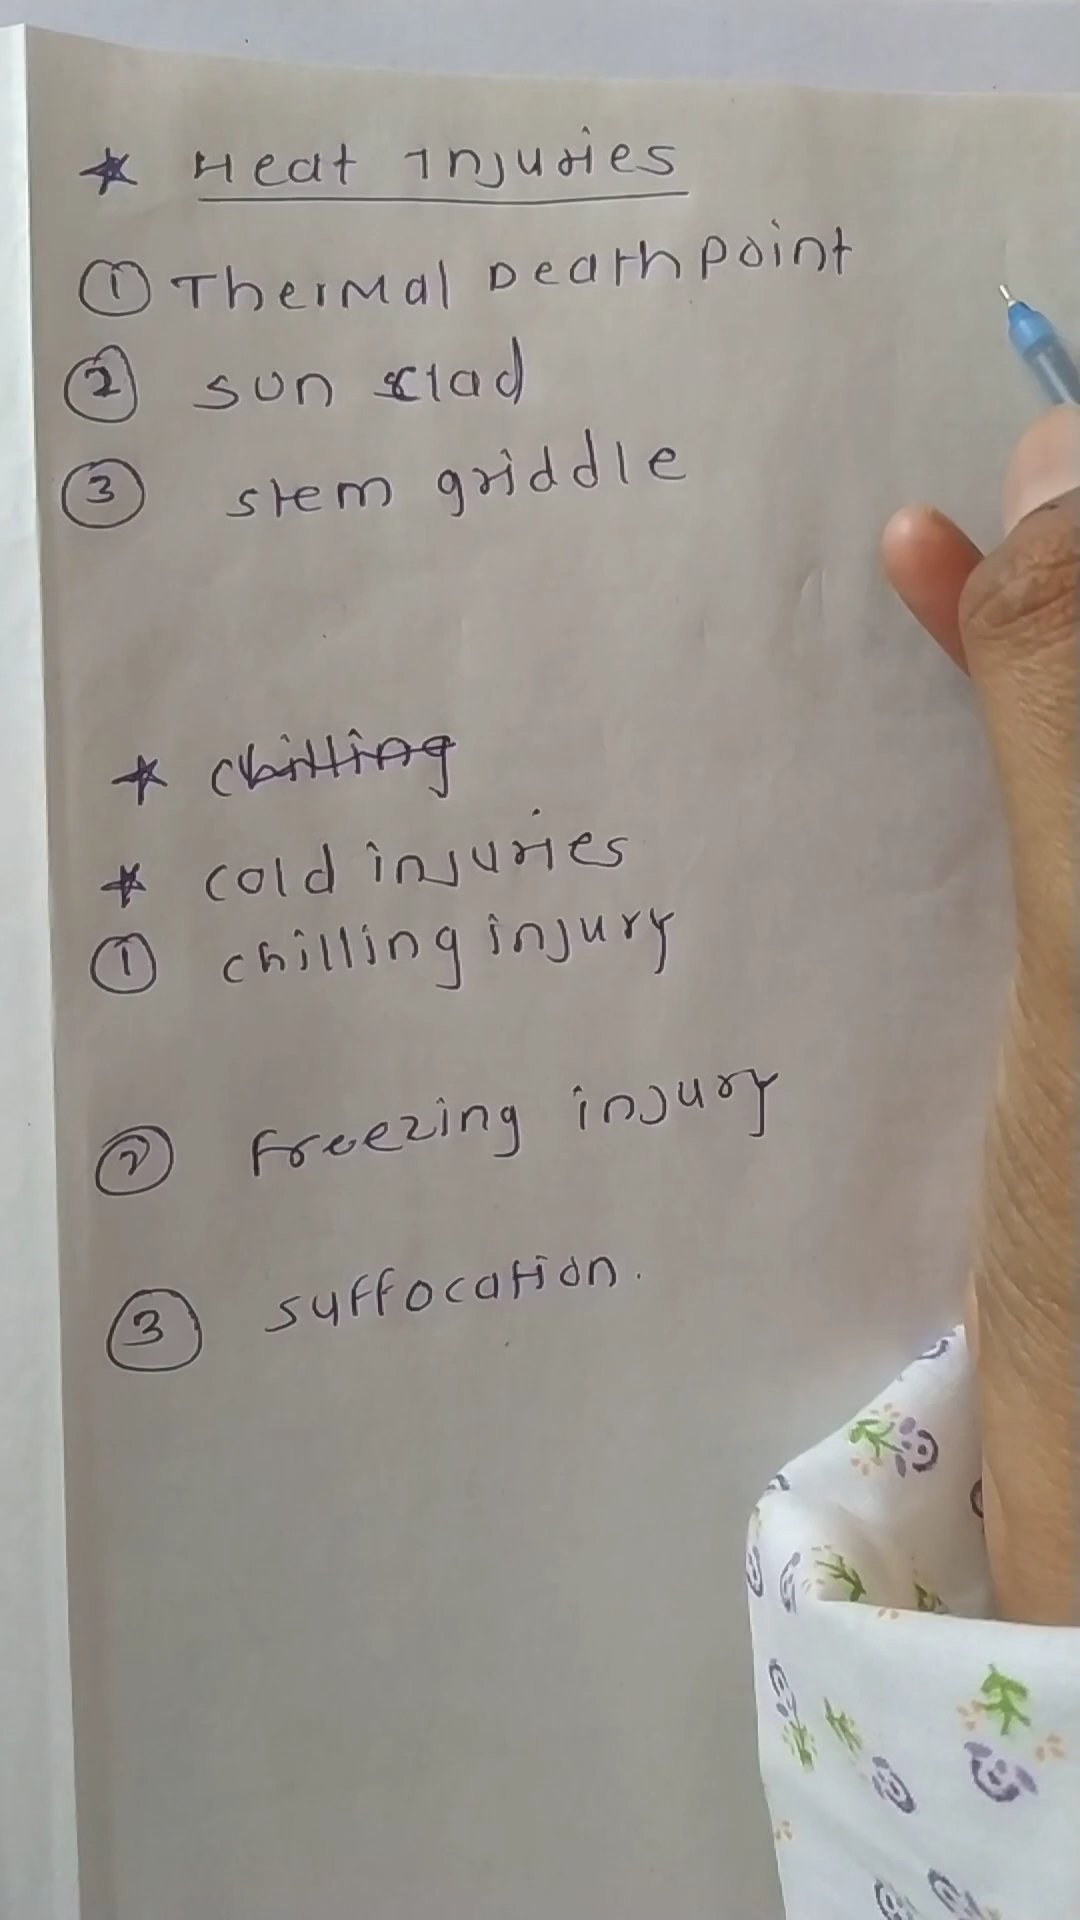 * Heat Injuries
① Thermal Death point
② sun clad
③ stem griddle
* chilling
* cold injuries
① chilling injury
② Freezing injury
③ suffocation.